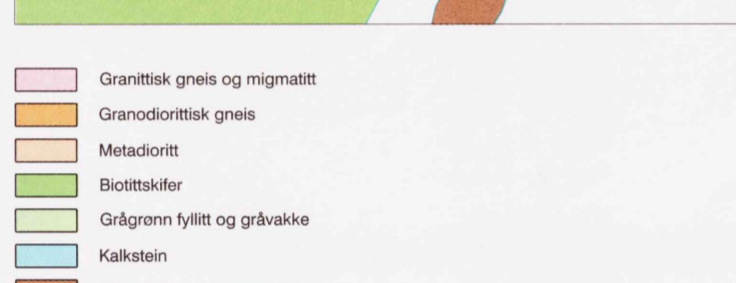 Granittisk gneis og migmatitt
Granodiorittisk gneis
Metadioritt
Biotittskifer
Grågrønn fyllitt og gråvakke
Kalkstein